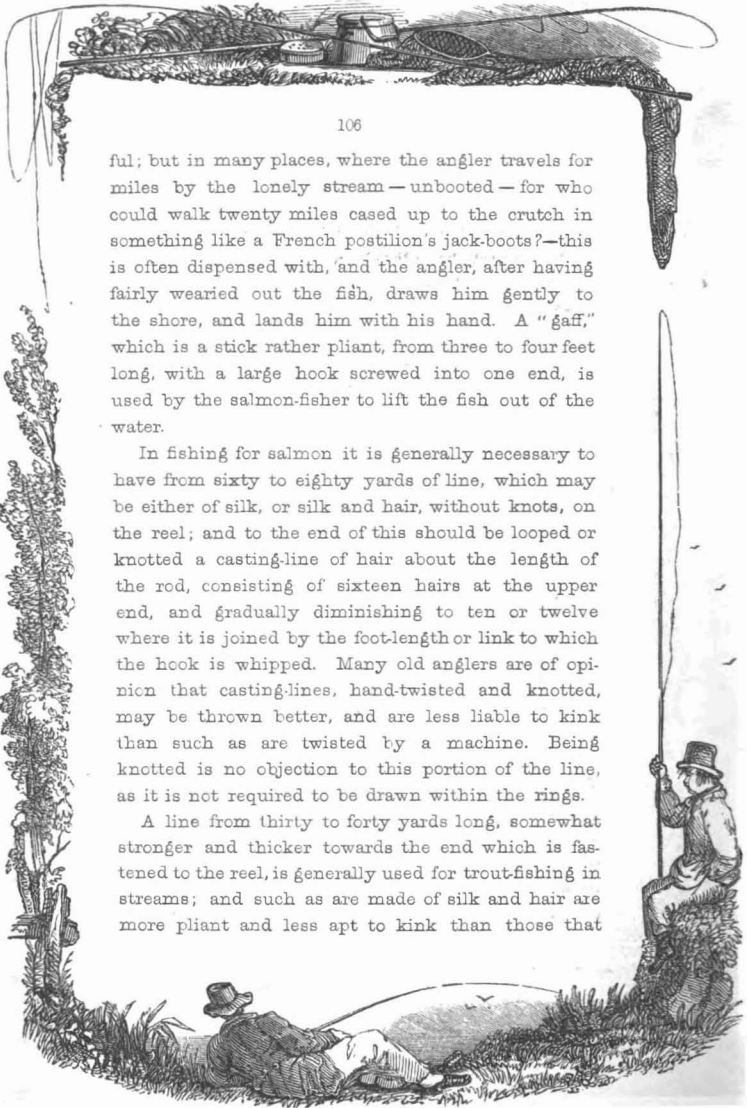 106
ful; but in many places, where the angler travels for
miles by the lonely stream — unbooted — for who
could walk twenty miles cased up to the crutch in
something like a French postilion's jack-boots?—this
is often dispensed with, and the angler, after having
fairly wearied out the fish, draws him gently to
the shore, and lands him with his hand. A "gaff,"
which is a stick rather pliant, from three to four feet
long, with a large hook screwed into one end, is
used by the salmon-fisher to lift the fish out of the
water.
In fishing for salmon it is generally necessary to
have from sixty to eighty yards of line, which may
be either of silk, or silk and hair, without knots, on
the reel; and to the end of this should be looped or
knotted a casting-line of hair about the length of
the rod, consisting of sixteen hairs at the upper
end, and gradually diminishing to ten or twelve
where it is joined by the foot-length or link to which
the hook is whipped. Many old anglers are of opi-
nion that casting-lines, hand-twisted and knotted,
may be thrown better, and are less liable to kink
than such as are twisted by a machine. Being
knotted is no objection to this portion of the line,
as it is not required to be drawn within the rings.
A line from thirty to forty yards long, somewhat
stronger and thicker towards the end which is fas-
tened to the reel, is generally used for trout-fishing in
streams; and such as are made of silk and hair are
more pliant and less apt to kink than those that